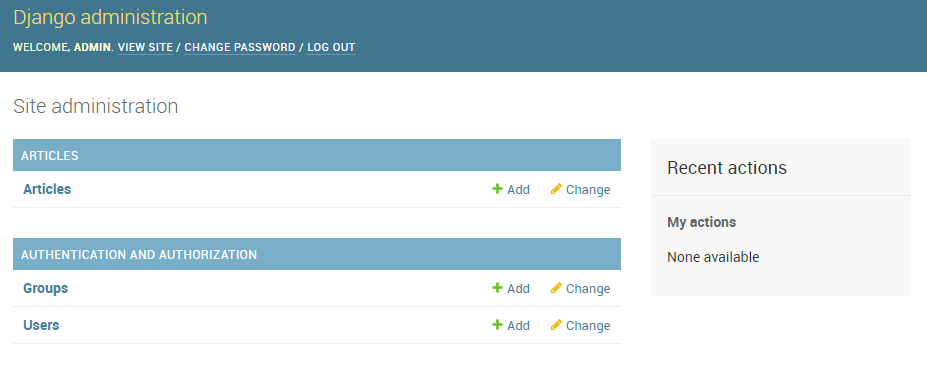 Django administration
WELCOME, ADMIN. VIEW SITE / CHANGE PASSWORD / LOG OUT
Site administration
ARTICLES
Articles Add Change
AUTHENTICATION AND AUTHORIZATION
Groups Add Change
Users Add Change
Recent actions
My actions
None available